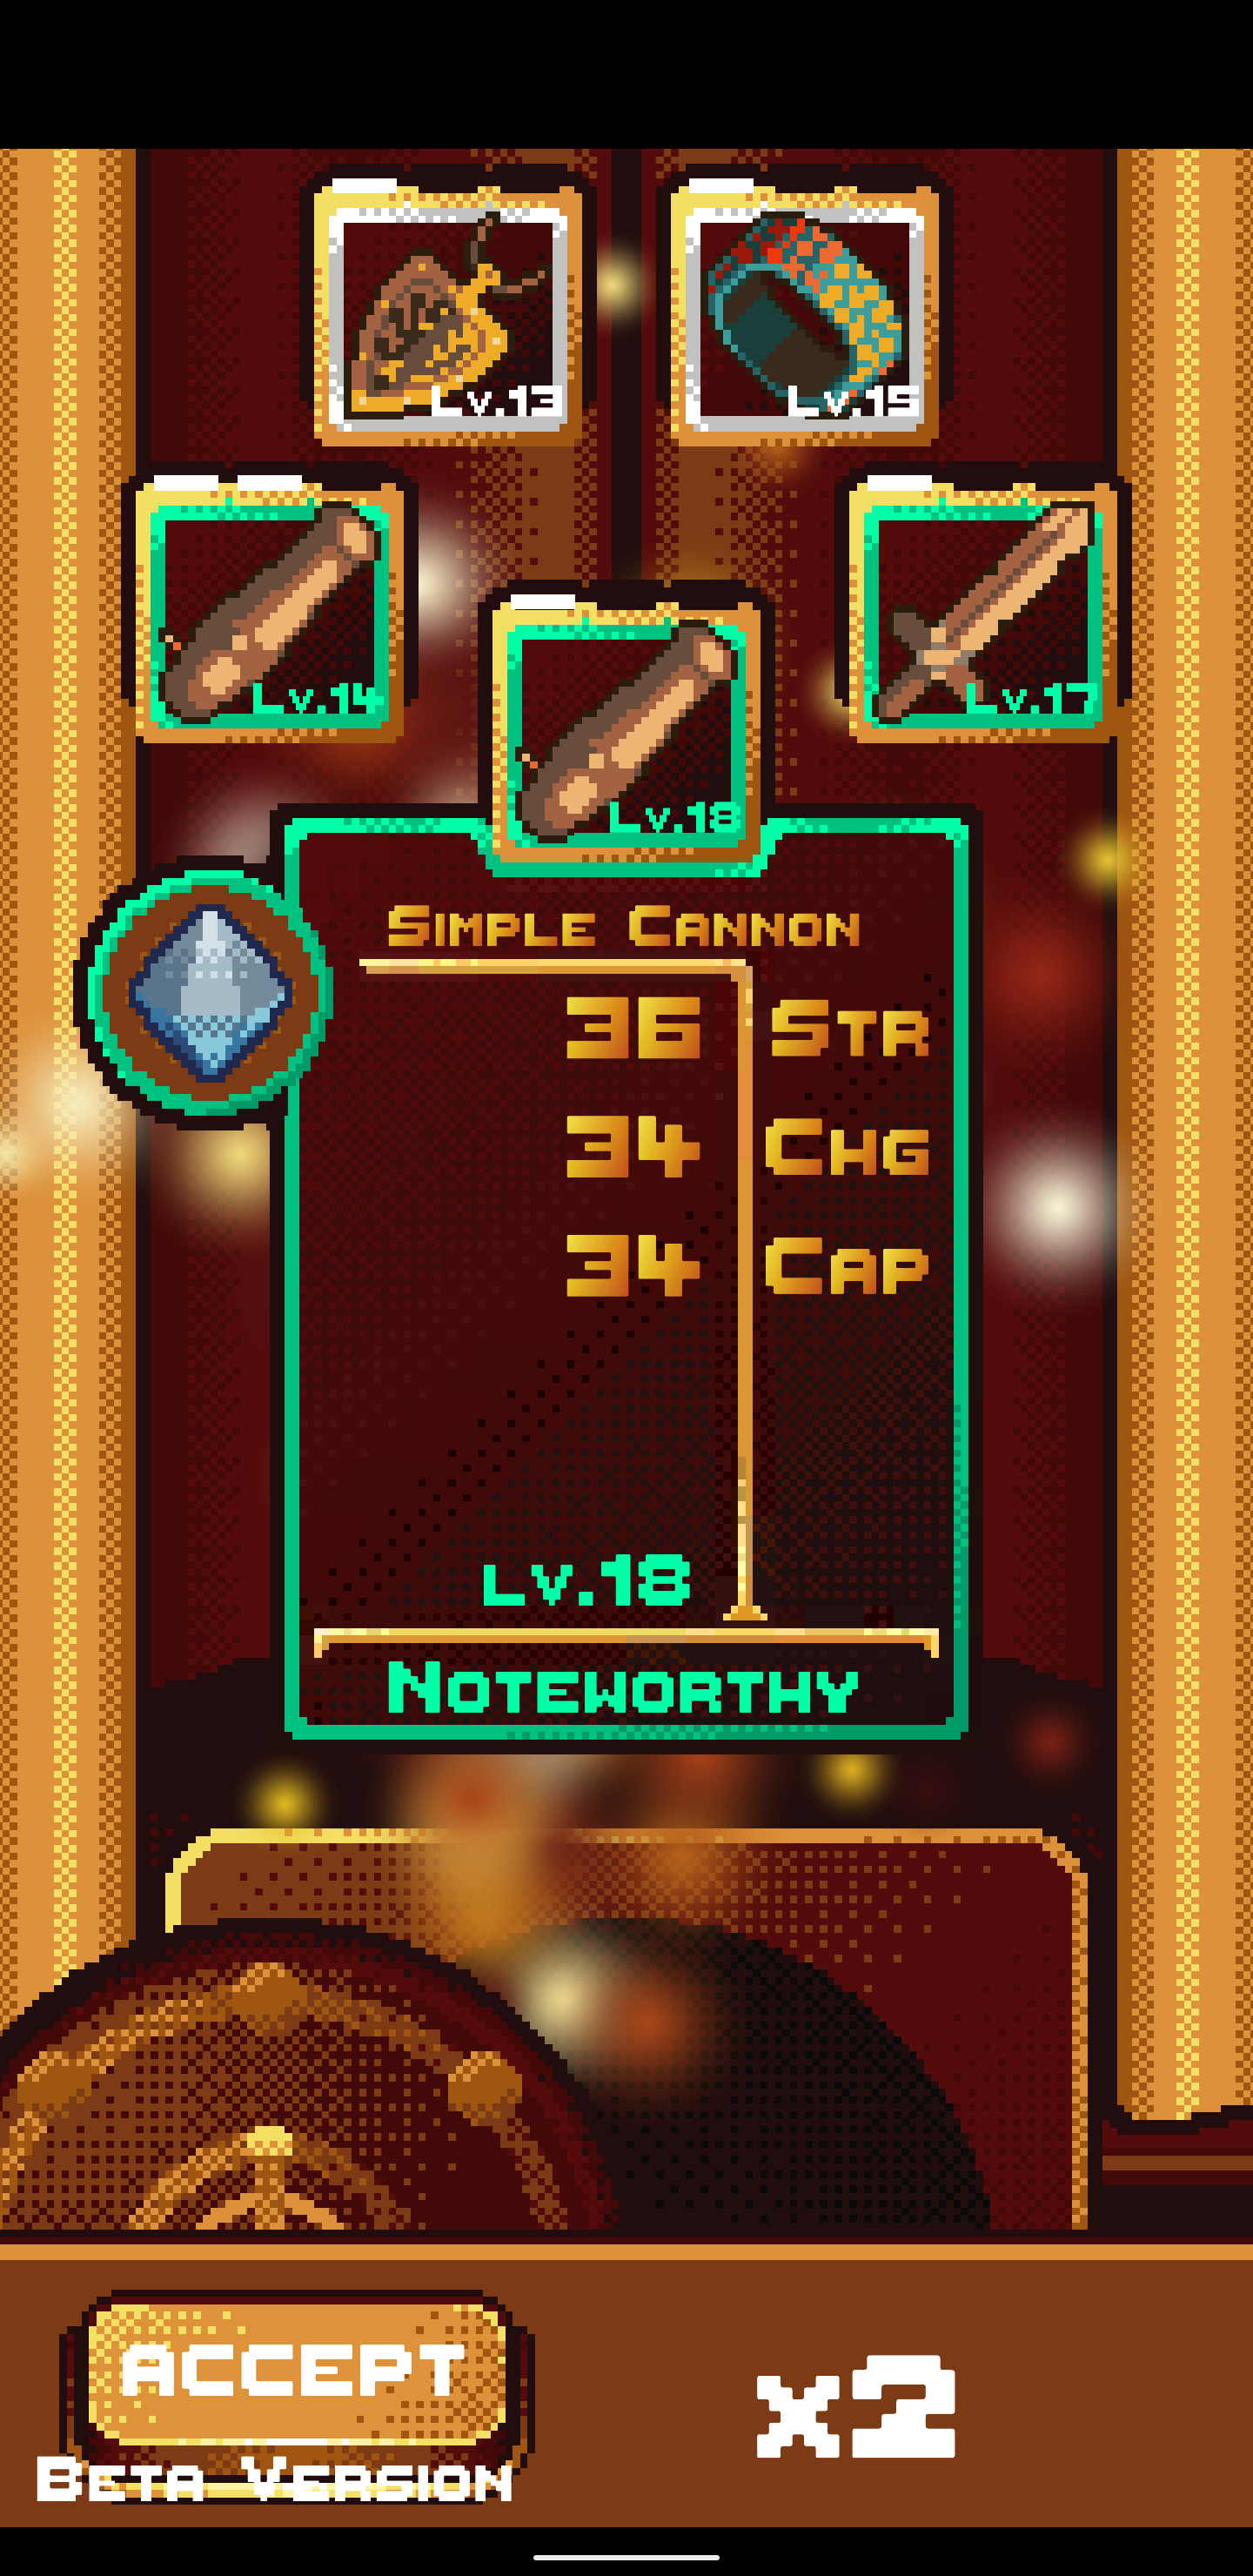 Lv.13
Lv.15
Lv.14
Lv.17
Lv.18
Simple Cannon
36 Str
34 Chg
34 Cap
Lv.18
Noteworthy
ACCEPT
x2
Beta Version